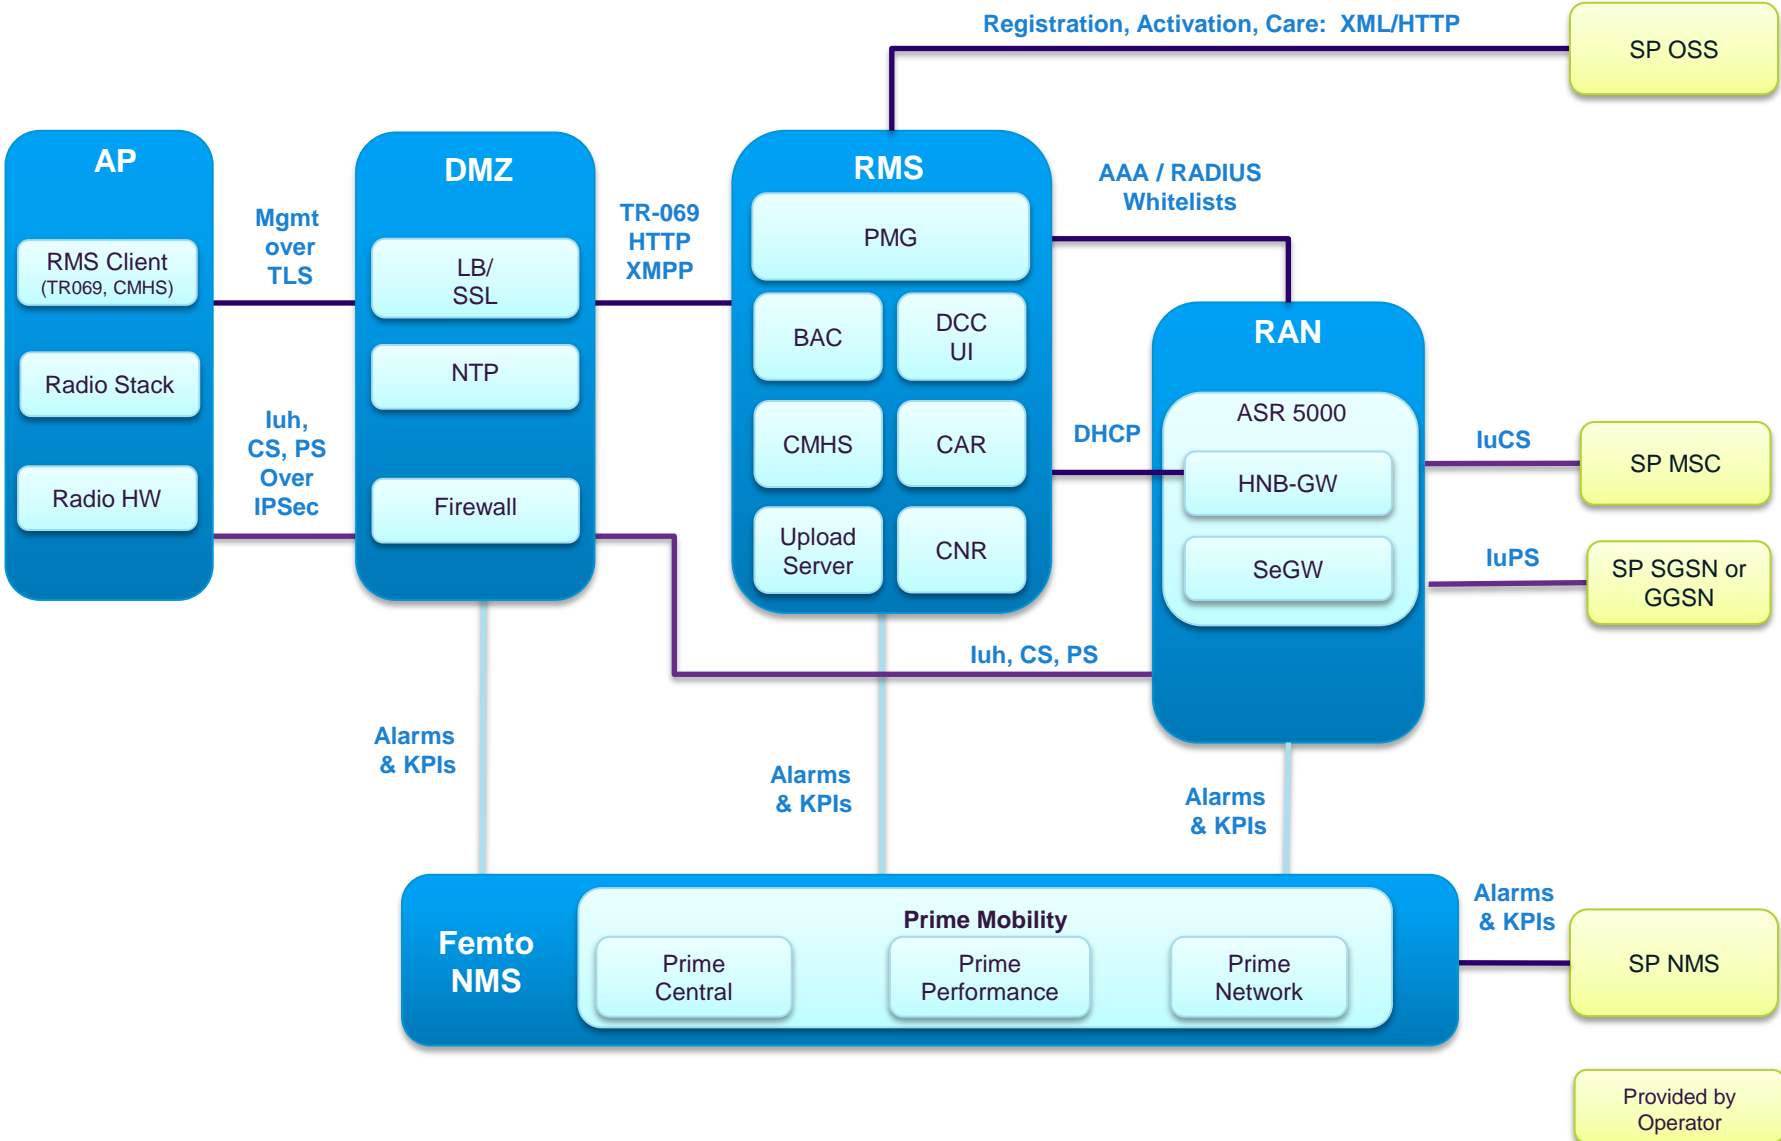 Registration, Activation, Care:  XML/HTTP
SP OSS
AP
RMS Client
(TR069, CMHS)
Radio Stack
Radio HW
Mgmt
over
TLS
Iuh,
CS, PS
Over
IPSec
DMZ
LB/
SSL
NTP
Firewall
TR-069
HTTP
XMPP
RMS
PMG
BAC
DCC
UI
CMHS
CAR
Upload
Server
CNR
AAA / RADIUS
Whitelists
DHCP
RAN
ASR 5000
HNB-GW
SeGW
IuCS
SP MSC
IuPS
SP SGSN or
GGSN
Iuh, CS, PS
Alarms
& KPIs
Alarms
& KPIs
Alarms
& KPIs
Femto
NMS
Prime Mobility
Prime
Central
Prime
Performance
Prime
Network
Alarms
& KPIs
SP NMS
Provided by
Operator